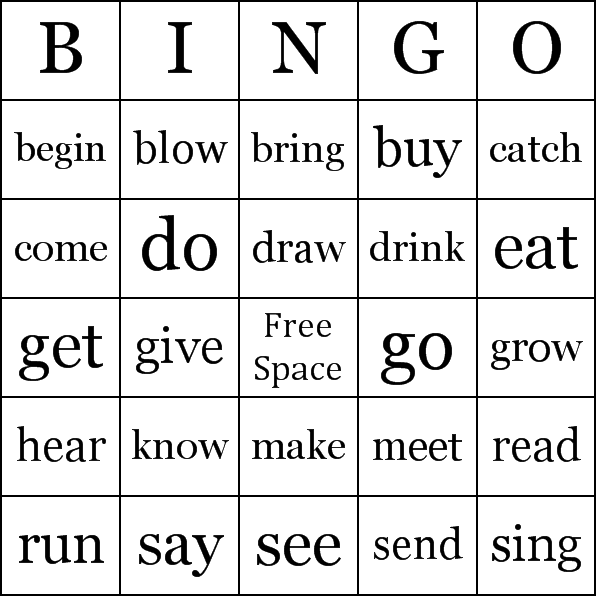 B I N G O
begin blow bring buy catch
come do draw drink eat
get give Free Space go grow
hear know make meet read
run say see send sing